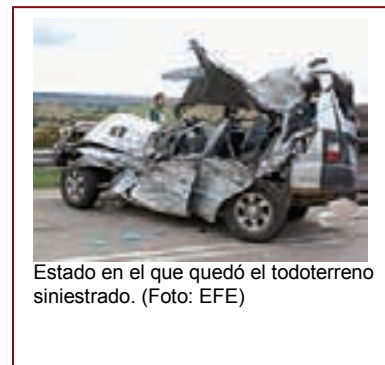 Estado en el que quedó el todoterreno
siniestrado. (Foto: EFE)